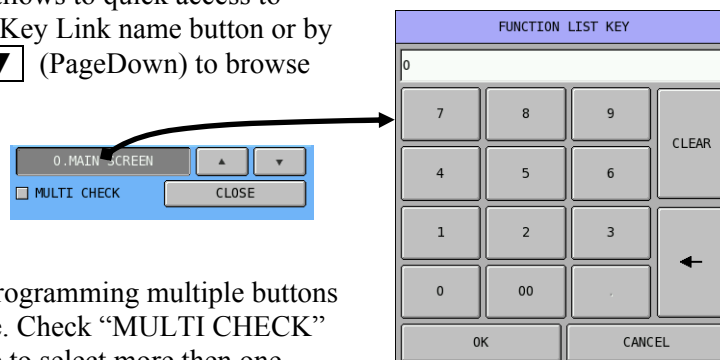 allows to quick access to
Key Link name button or by
▼ (PageDown) to browse
0.MAIN SCREEN ▲ ▼
MULTI CHECK CLOSE
rogramming multiple buttons
e. Check “MULTI CHECK”
to select more then one
FUNCTION LIST KEY
0
7 8 9 CLEAR
4 5 6
1 2 3 ←
0 00 .
OK CANCEL